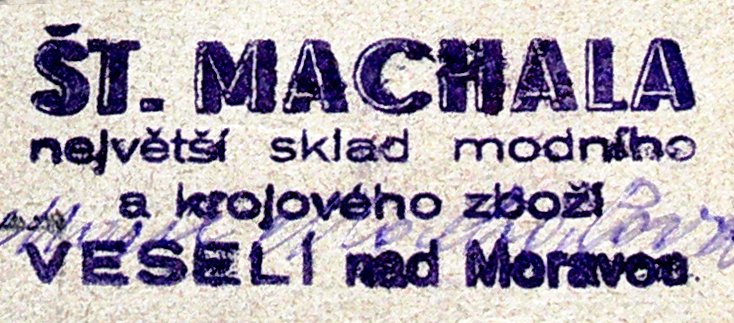 ŠT. MACHALA
největší sklad modního
a krojového zboží
VESELÍ nad Moravou